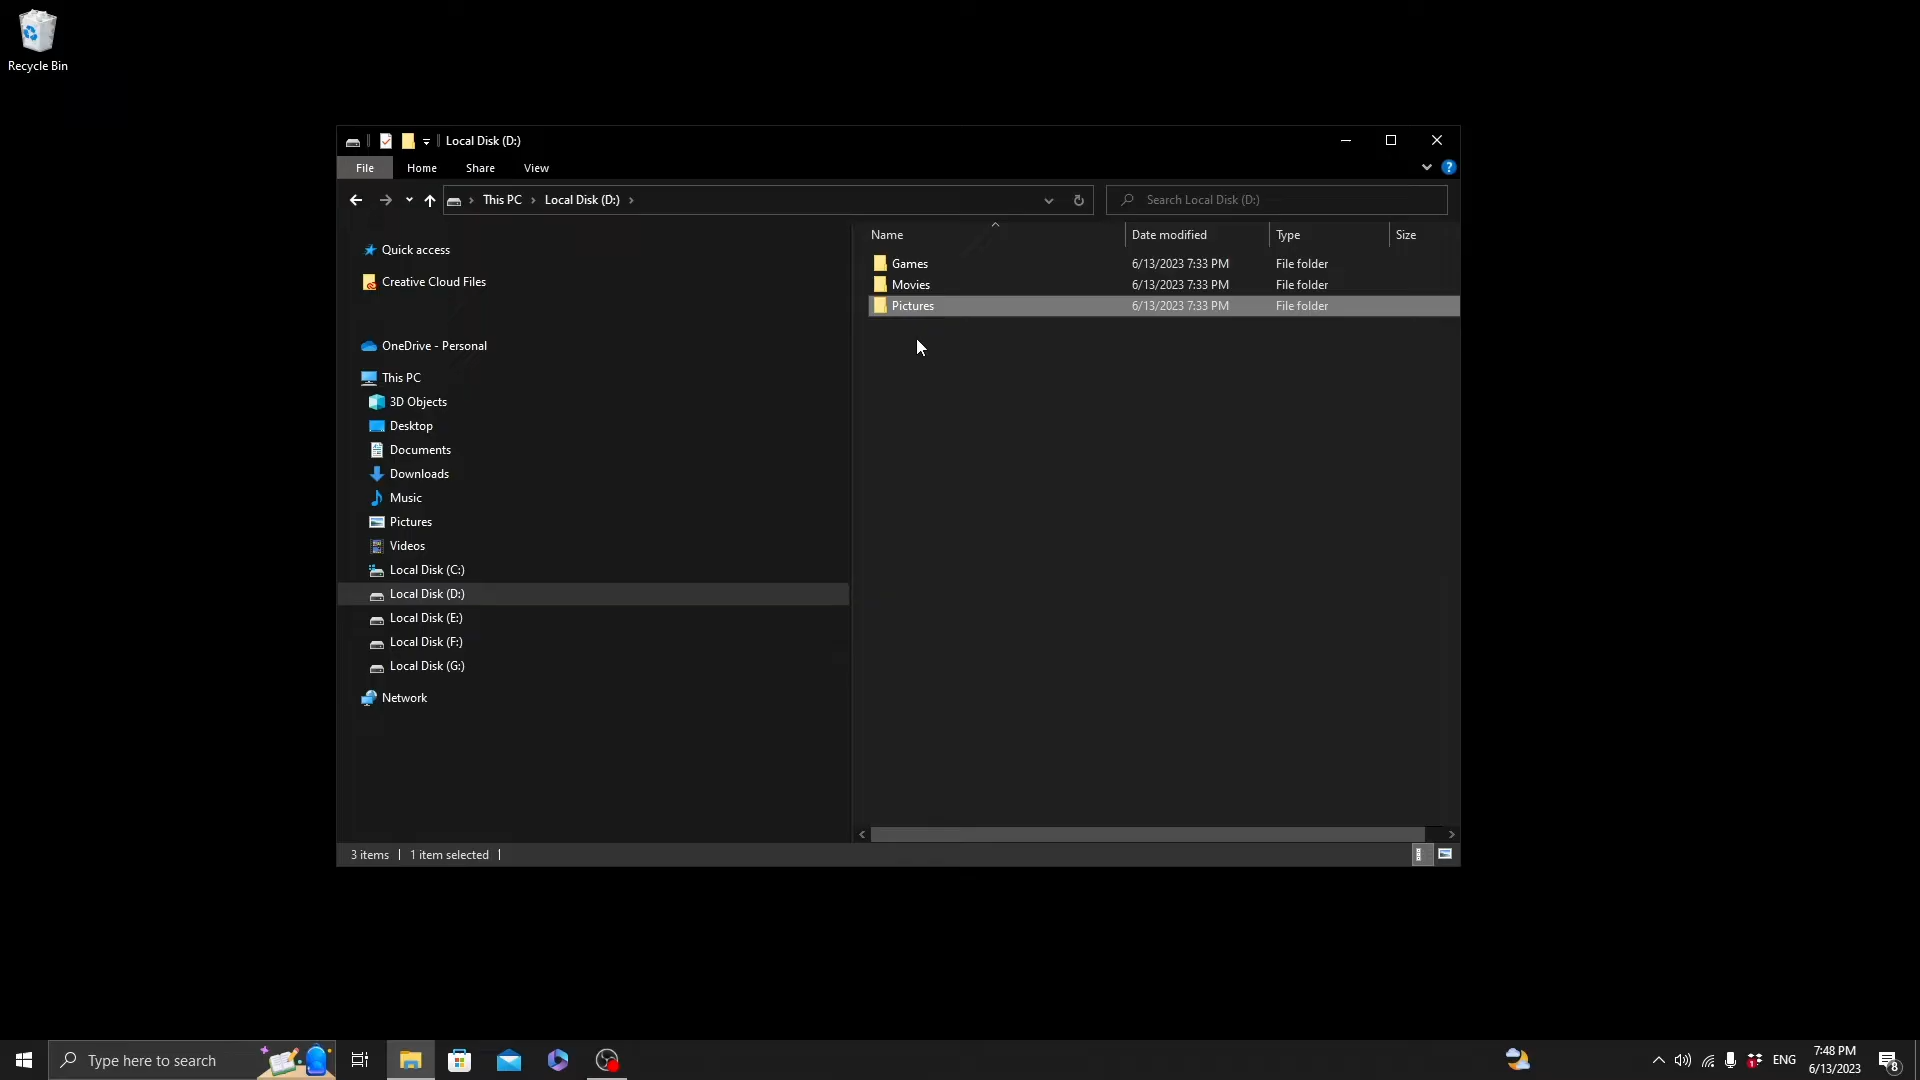 Recycle Bin
Local Disk (D:)
File Home Share View
This PC Local Disk (D:)
Search Local Disk (D:)
Name Date modified Type Size
Games 6/13/2023 7:33 PM File folder
Movies 6/13/2023 7:33 PM File folder
Pictures 6/13/2023 7:33 PM File folder
Quick access
Creative Cloud Files
OneDrive - Personal
This PC
3D Objects
Desktop
Documents
Downloads
Music
Pictures
Videos
Local Disk (C:)
Local Disk (D:)
Local Disk (E:)
Local Disk (F:)
Local Disk (G:)
Network
3 items 1 item selected
Type here to search
ENG
7:48 PM
6/13/2023
8